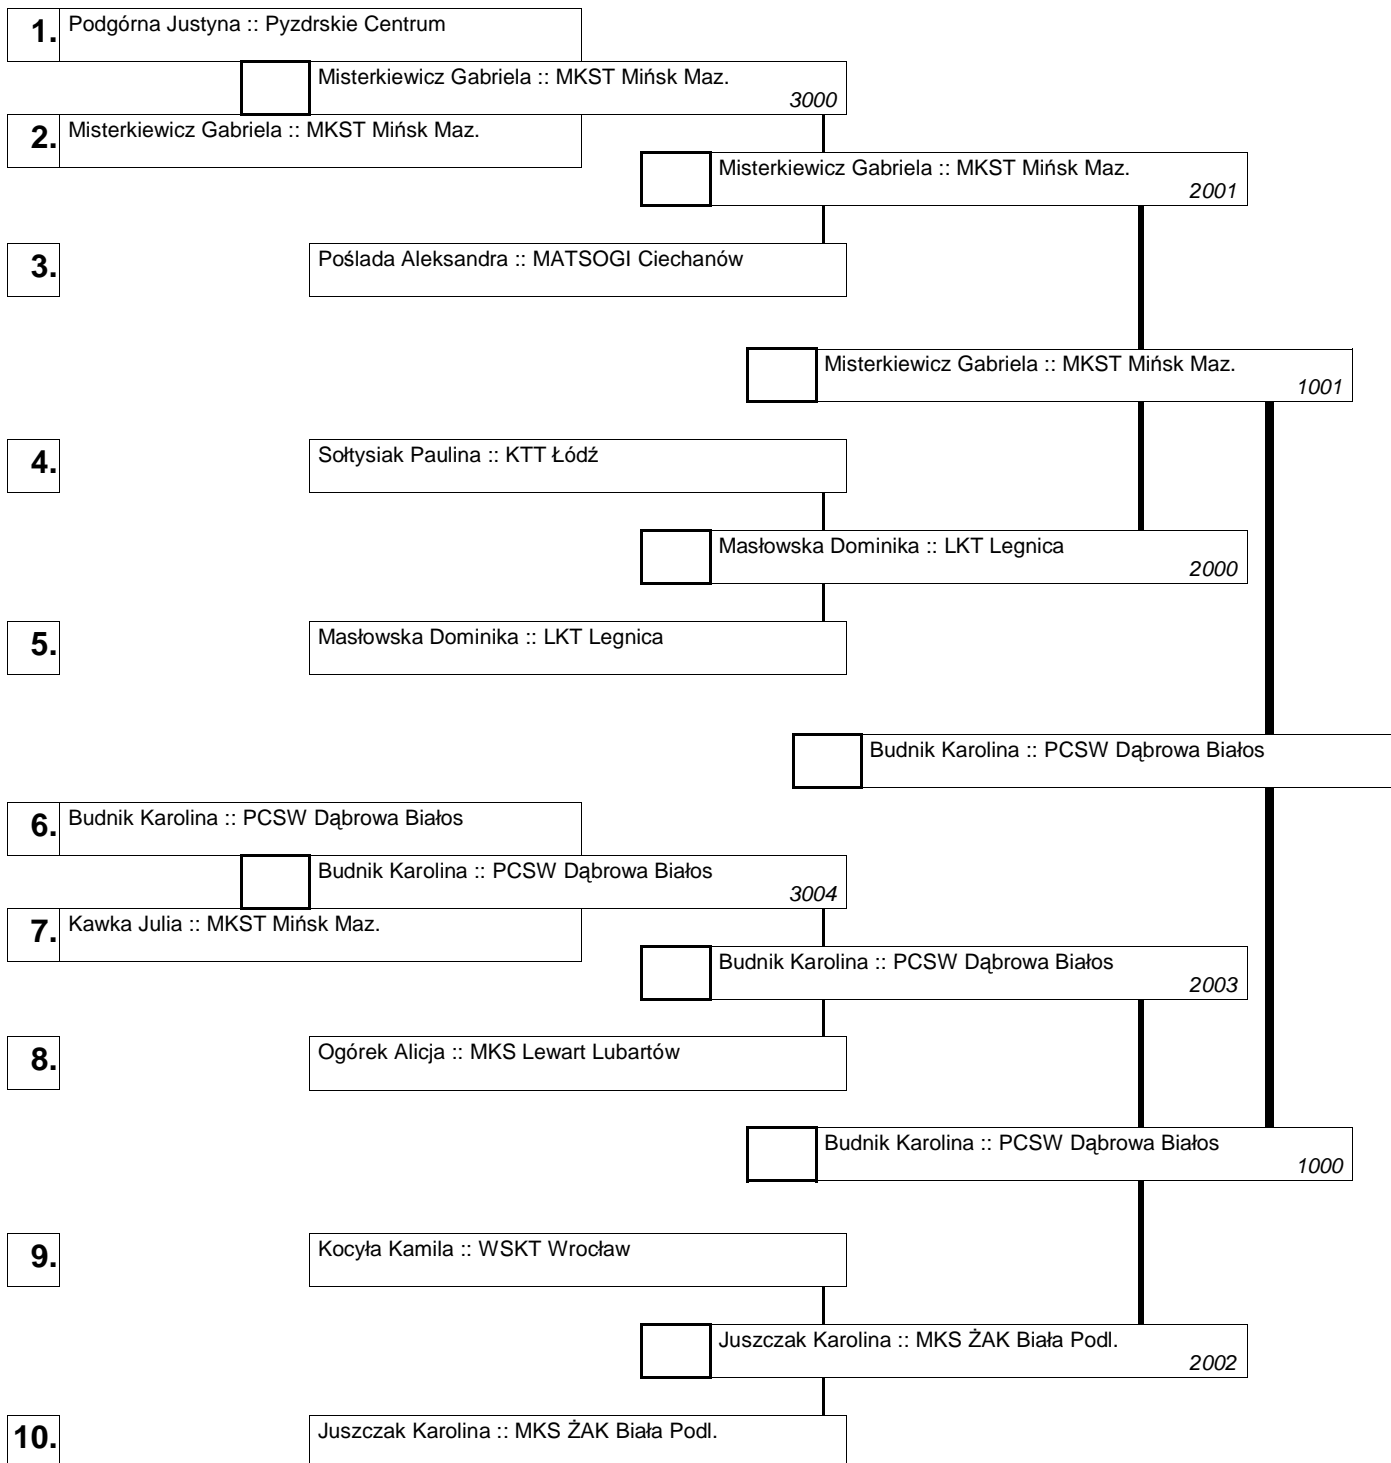 1. Podgórna Justyna :: Pyzdrskie Centrum
Misterkiewicz Gabriela :: MKST Mińsk Maz.
3000
2. Misterkiewicz Gabriela :: MKST Mińsk Maz.
Misterkiewicz Gabriela :: MKST Mińsk Maz.
2001
3. Poślada Aleksandra :: MATSOGI Ciechanów
Misterkiewicz Gabriela :: MKST Mińsk Maz.
1001
4. Sołtysiak Paulina :: KTT Łódź
Masłowska Dominika :: LKT Legnica
2000
5. Masłowska Dominika :: LKT Legnica
Budnik Karolina :: PCSW Dąbrowa Białos
6. Budnik Karolina :: PCSW Dąbrowa Białos
Budnik Karolina :: PCSW Dąbrowa Białos
3004
7. Kawka Julia :: MKST Mińsk Maz.
Budnik Karolina :: PCSW Dąbrowa Białos
2003
8. Ogórek Alicja :: MKS Lewart Lubartów
Budnik Karolina :: PCSW Dąbrowa Białos
1000
9. Kocyła Kamila :: WSKT Wrocław
Juszczak Karolina :: MKS ŻAK Biała Podl.
2002
10. Juszczak Karolina :: MKS ŻAK Biała Podl.